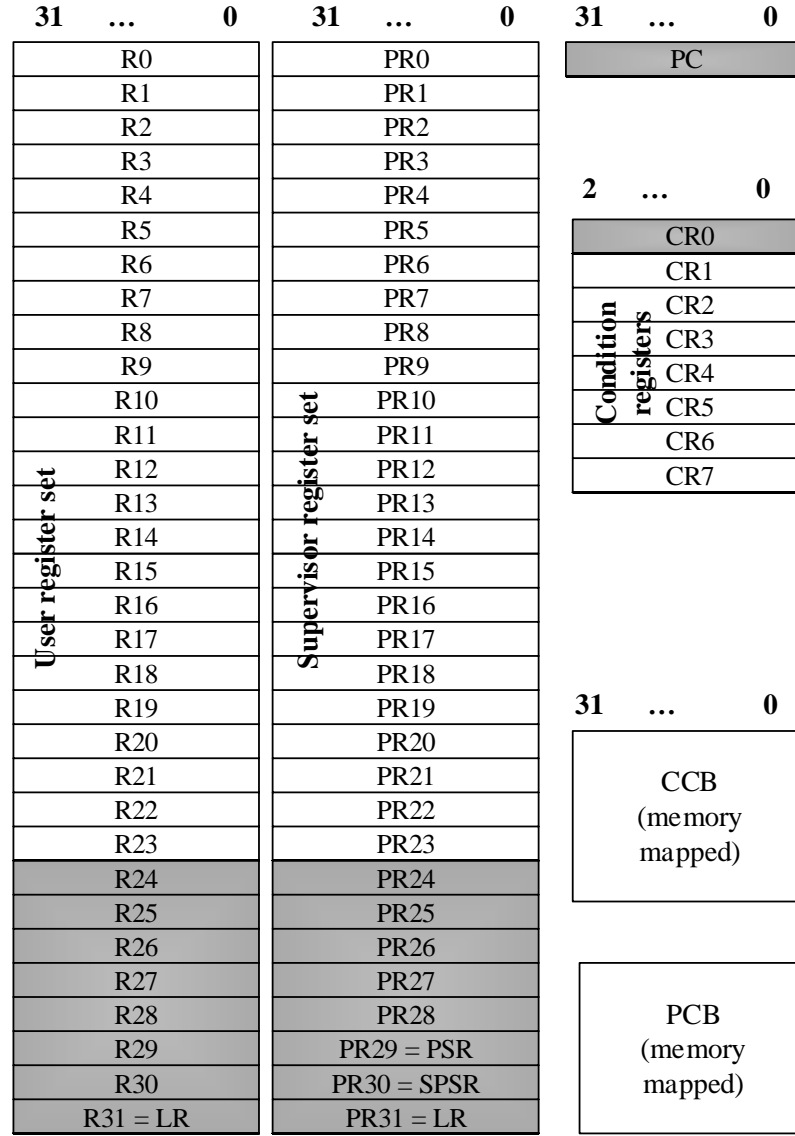 31 ... 0
R0
R1
R2
R3
R4
R5
R6
R7
R8
R9
R10
R11
R12
R13
R14
R15
R16
R17
R18
R19
R20
R21
R22
R23
R24
R25
R26
R27
R28
R29
R30
R31 = LR
User register set
31 ... 0
PR0
PR1
PR2
PR3
PR4
PR5
PR6
PR7
PR8
PR9
PR10
PR11
PR12
PR13
PR14
PR15
PR16
PR17
PR18
PR19
PR20
PR21
PR22
PR23
PR24
PR25
PR26
PR27
PR28
PR29 = PSR
PR30 = SPSR
PR31 = LR
Supervisor register set
31 ... 0
PC
2 ... 0
CR0
CR1
CR2
CR3
CR4
CR5
CR6
CR7
Condition
registers
31 ... 0
CCB
(memory
mapped)
PCB
(memory
mapped)